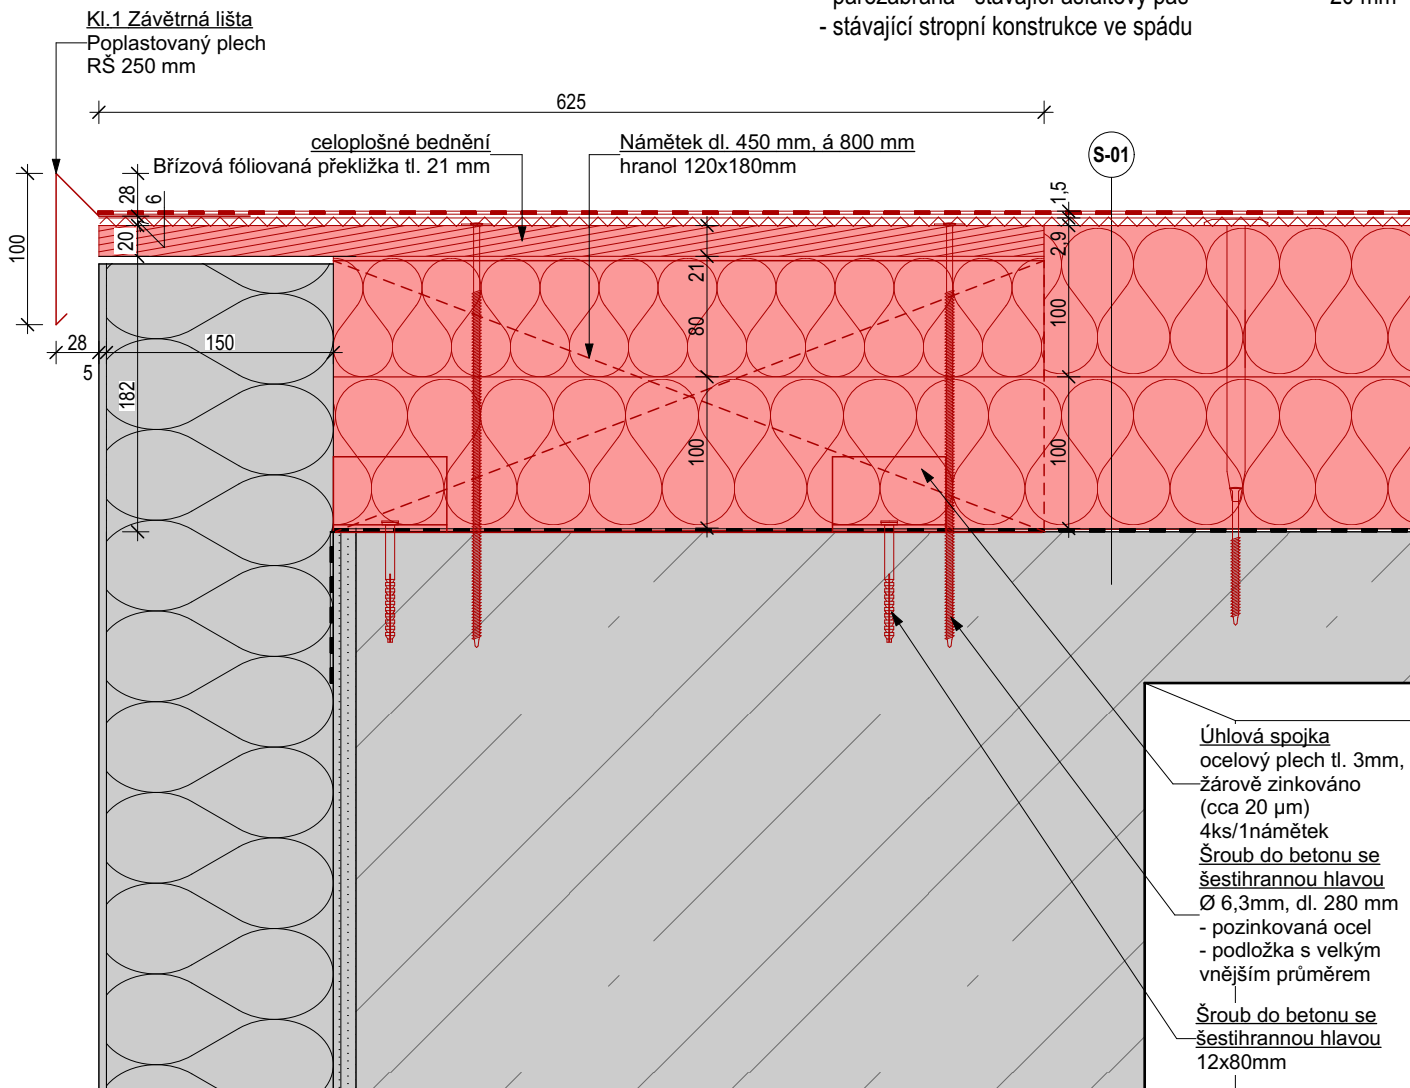 - stávající stropní konstrukce ve spádu
Kl.1 Závětrná lišta
Poplastovaný plech
RŠ 250 mm
625
celoplošné bednění
Břízová fóliovaná překližka tl. 21 mm
Námětek dl. 450 mm, á 800 mm
hranol 120x180mm
S-01
28
6
1,5
100
20
2,9
21
80
100
28
5
150
182
100
100
Úhlová spojka
ocelový plech tl. 3mm,
žárově zinkováno
(cca 20 µm)
4ks/1námětek
Šroub do betonu se
šestihrannou hlavou
Ø 6,3mm, dl. 280 mm
- pozinkovaná ocel
- podložka s velkým
vnějším průměrem
Šroub do betonu se
šestihrannou hlavou
12x80mm